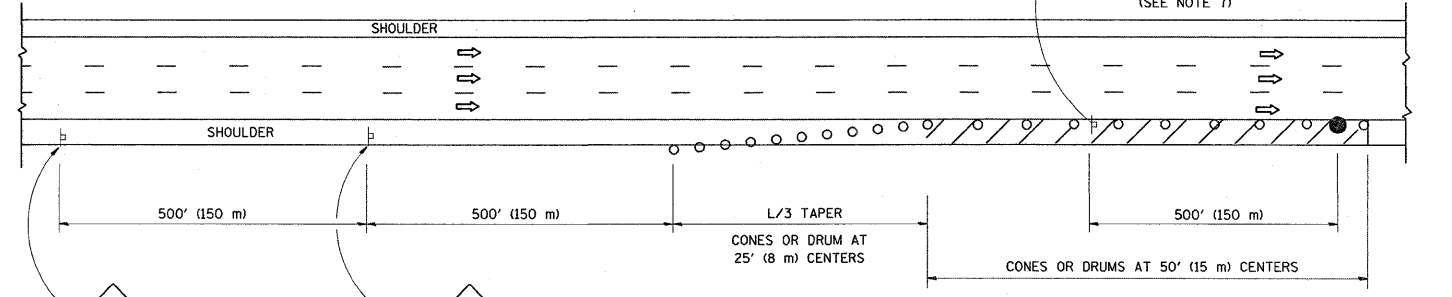 (SEE NOTE 7)
SHOULDER
SHOULDER
500' (150 m)
500' (150 m)
L/3 TAPER
500' (150 m)
CONES OR DRUM AT
25' (8 m) CENTERS
CONES OR DRUMS AT 50' (15 m) CENTERS